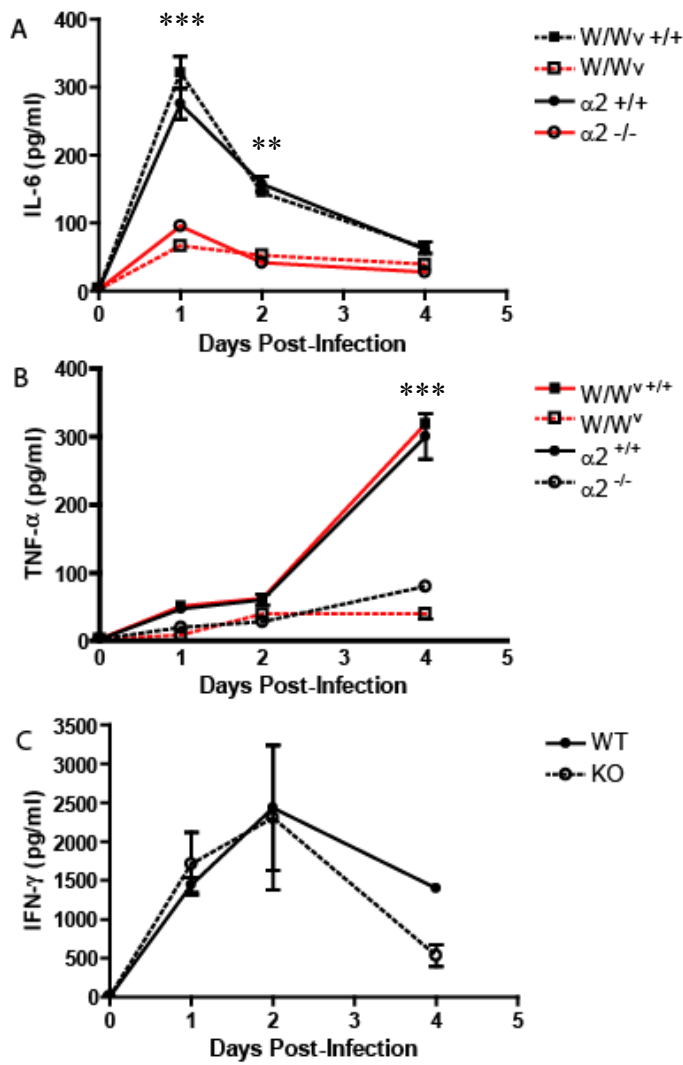 A
***
**
400
300
200
100
0
IL-6 (pg/ml)
0 1 2 3 4 5
Days Post-Infection
W/Wv +/+
W/Wv
α2 +/+
α2 -/-
B
***
400
300
200
100
0
TNF-α (pg/ml)
0 1 2 3 4 5
Days Post-Infection
W/Wv +/+
W/Wv
α2 +/+
α2 -/-
C
3500
3000
2500
2000
1500
1000
500
0
IFN-γ (pg/ml)
0 1 2 3 4 5
Days Post-Infection
WT
KO